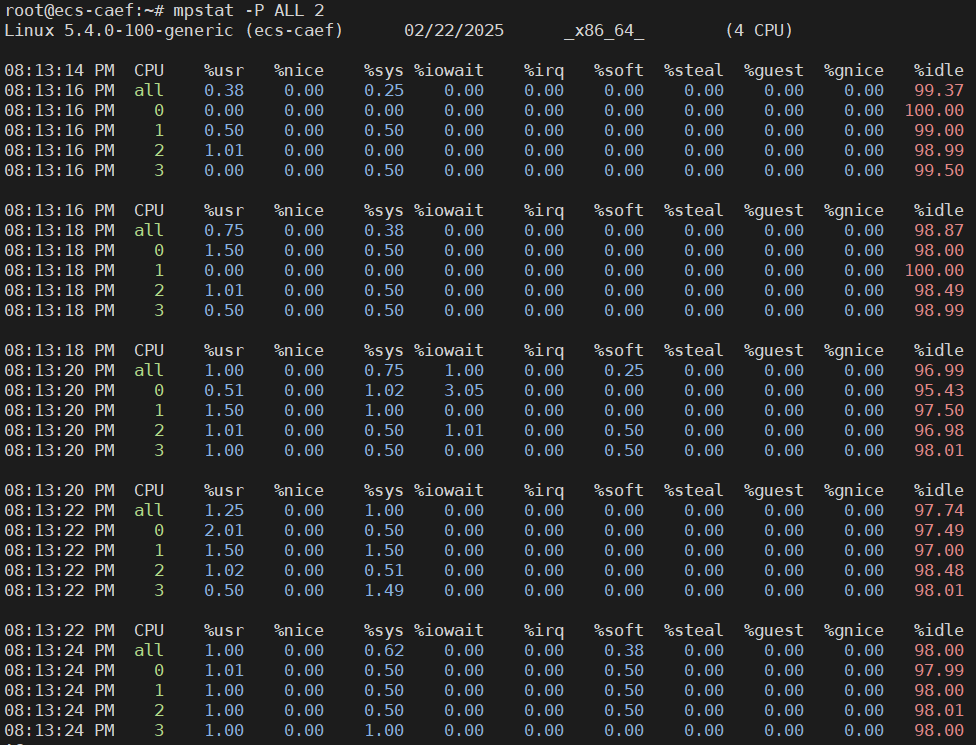 root@ecs-caef:~# mpstat -P ALL 2
Linux 5.4.0-100-generic (ecs-caef) 02/22/2025 _x86_64_ (4 CPU)
08:13:14 PM CPU %usr %nice %sys %iowait %irq %soft %steal %guest %gnice %idle
08:13:16 PM all 0.38 0.00 0.25 0.00 0.00 0.00 0.00 0.00 0.00 99.37
08:13:16 PM 0 0.00 0.00 0.00 0.00 0.00 0.00 0.00 0.00 0.00 100.00
08:13:16 PM 1 0.50 0.00 0.50 0.00 0.00 0.00 0.00 0.00 0.00 99.00
08:13:16 PM 2 1.01 0.00 0.00 0.00 0.00 0.00 0.00 0.00 0.00 98.99
08:13:16 PM 3 0.00 0.00 0.50 0.00 0.00 0.00 0.00 0.00 0.00 99.50
08:13:16 PM CPU %usr %nice %sys %iowait %irq %soft %steal %guest %gnice %idle
08:13:18 PM all 0.75 0.00 0.38 0.00 0.00 0.00 0.00 0.00 0.00 98.87
08:13:18 PM 0 1.50 0.00 0.50 0.00 0.00 0.00 0.00 0.00 0.00 98.00
08:13:18 PM 1 0.00 0.00 0.00 0.00 0.00 0.00 0.00 0.00 0.00 100.00
08:13:18 PM 2 1.01 0.00 0.50 0.00 0.00 0.00 0.00 0.00 0.00 98.49
08:13:18 PM 3 0.50 0.00 0.50 0.00 0.00 0.00 0.00 0.00 0.00 98.99
08:13:18 PM CPU %usr %nice %sys %iowait %irq %soft %steal %guest %gnice %idle
08:13:20 PM all 1.00 0.00 0.75 1.00 0.00 0.25 0.00 0.00 0.00 96.99
08:13:20 PM 0 0.51 0.00 1.02 3.05 0.00 0.00 0.00 0.00 0.00 95.43
08:13:20 PM 1 1.50 0.00 1.00 0.00 0.00 0.00 0.00 0.00 0.00 97.50
08:13:20 PM 2 1.01 0.00 0.50 1.01 0.00 0.50 0.00 0.00 0.00 96.98
08:13:20 PM 3 1.00 0.00 0.50 0.00 0.00 0.50 0.00 0.00 0.00 98.01
08:13:20 PM CPU %usr %nice %sys %iowait %irq %soft %steal %guest %gnice %idle
08:13:22 PM all 1.25 0.00 1.00 0.00 0.00 0.00 0.00 0.00 0.00 97.74
08:13:22 PM 0 2.01 0.00 0.50 0.00 0.00 0.00 0.00 0.00 0.00 97.49
08:13:22 PM 1 1.50 0.00 1.50 0.00 0.00 0.00 0.00 0.00 0.00 97.00
08:13:22 PM 2 1.02 0.00 0.51 0.00 0.00 0.00 0.00 0.00 0.00 98.48
08:13:22 PM 3 0.50 0.00 1.49 0.00 0.00 0.00 0.00 0.00 0.00 98.01
08:13:22 PM CPU %usr %nice %sys %iowait %irq %soft %steal %guest %gnice %idle
08:13:24 PM all 1.00 0.00 0.62 0.00 0.00 0.38 0.00 0.00 0.00 98.00
08:13:24 PM 0 1.01 0.00 0.50 0.00 0.00 0.50 0.00 0.00 0.00 97.99
08:13:24 PM 1 1.00 0.00 0.50 0.00 0.00 0.50 0.00 0.00 0.00 98.00
08:13:24 PM 2 1.00 0.00 0.50 0.00 0.00 0.50 0.00 0.00 0.00 98.01
08:13:24 PM 3 1.00 0.00 1.00 0.00 0.00 0.00 0.00 0.00 0.00 98.00